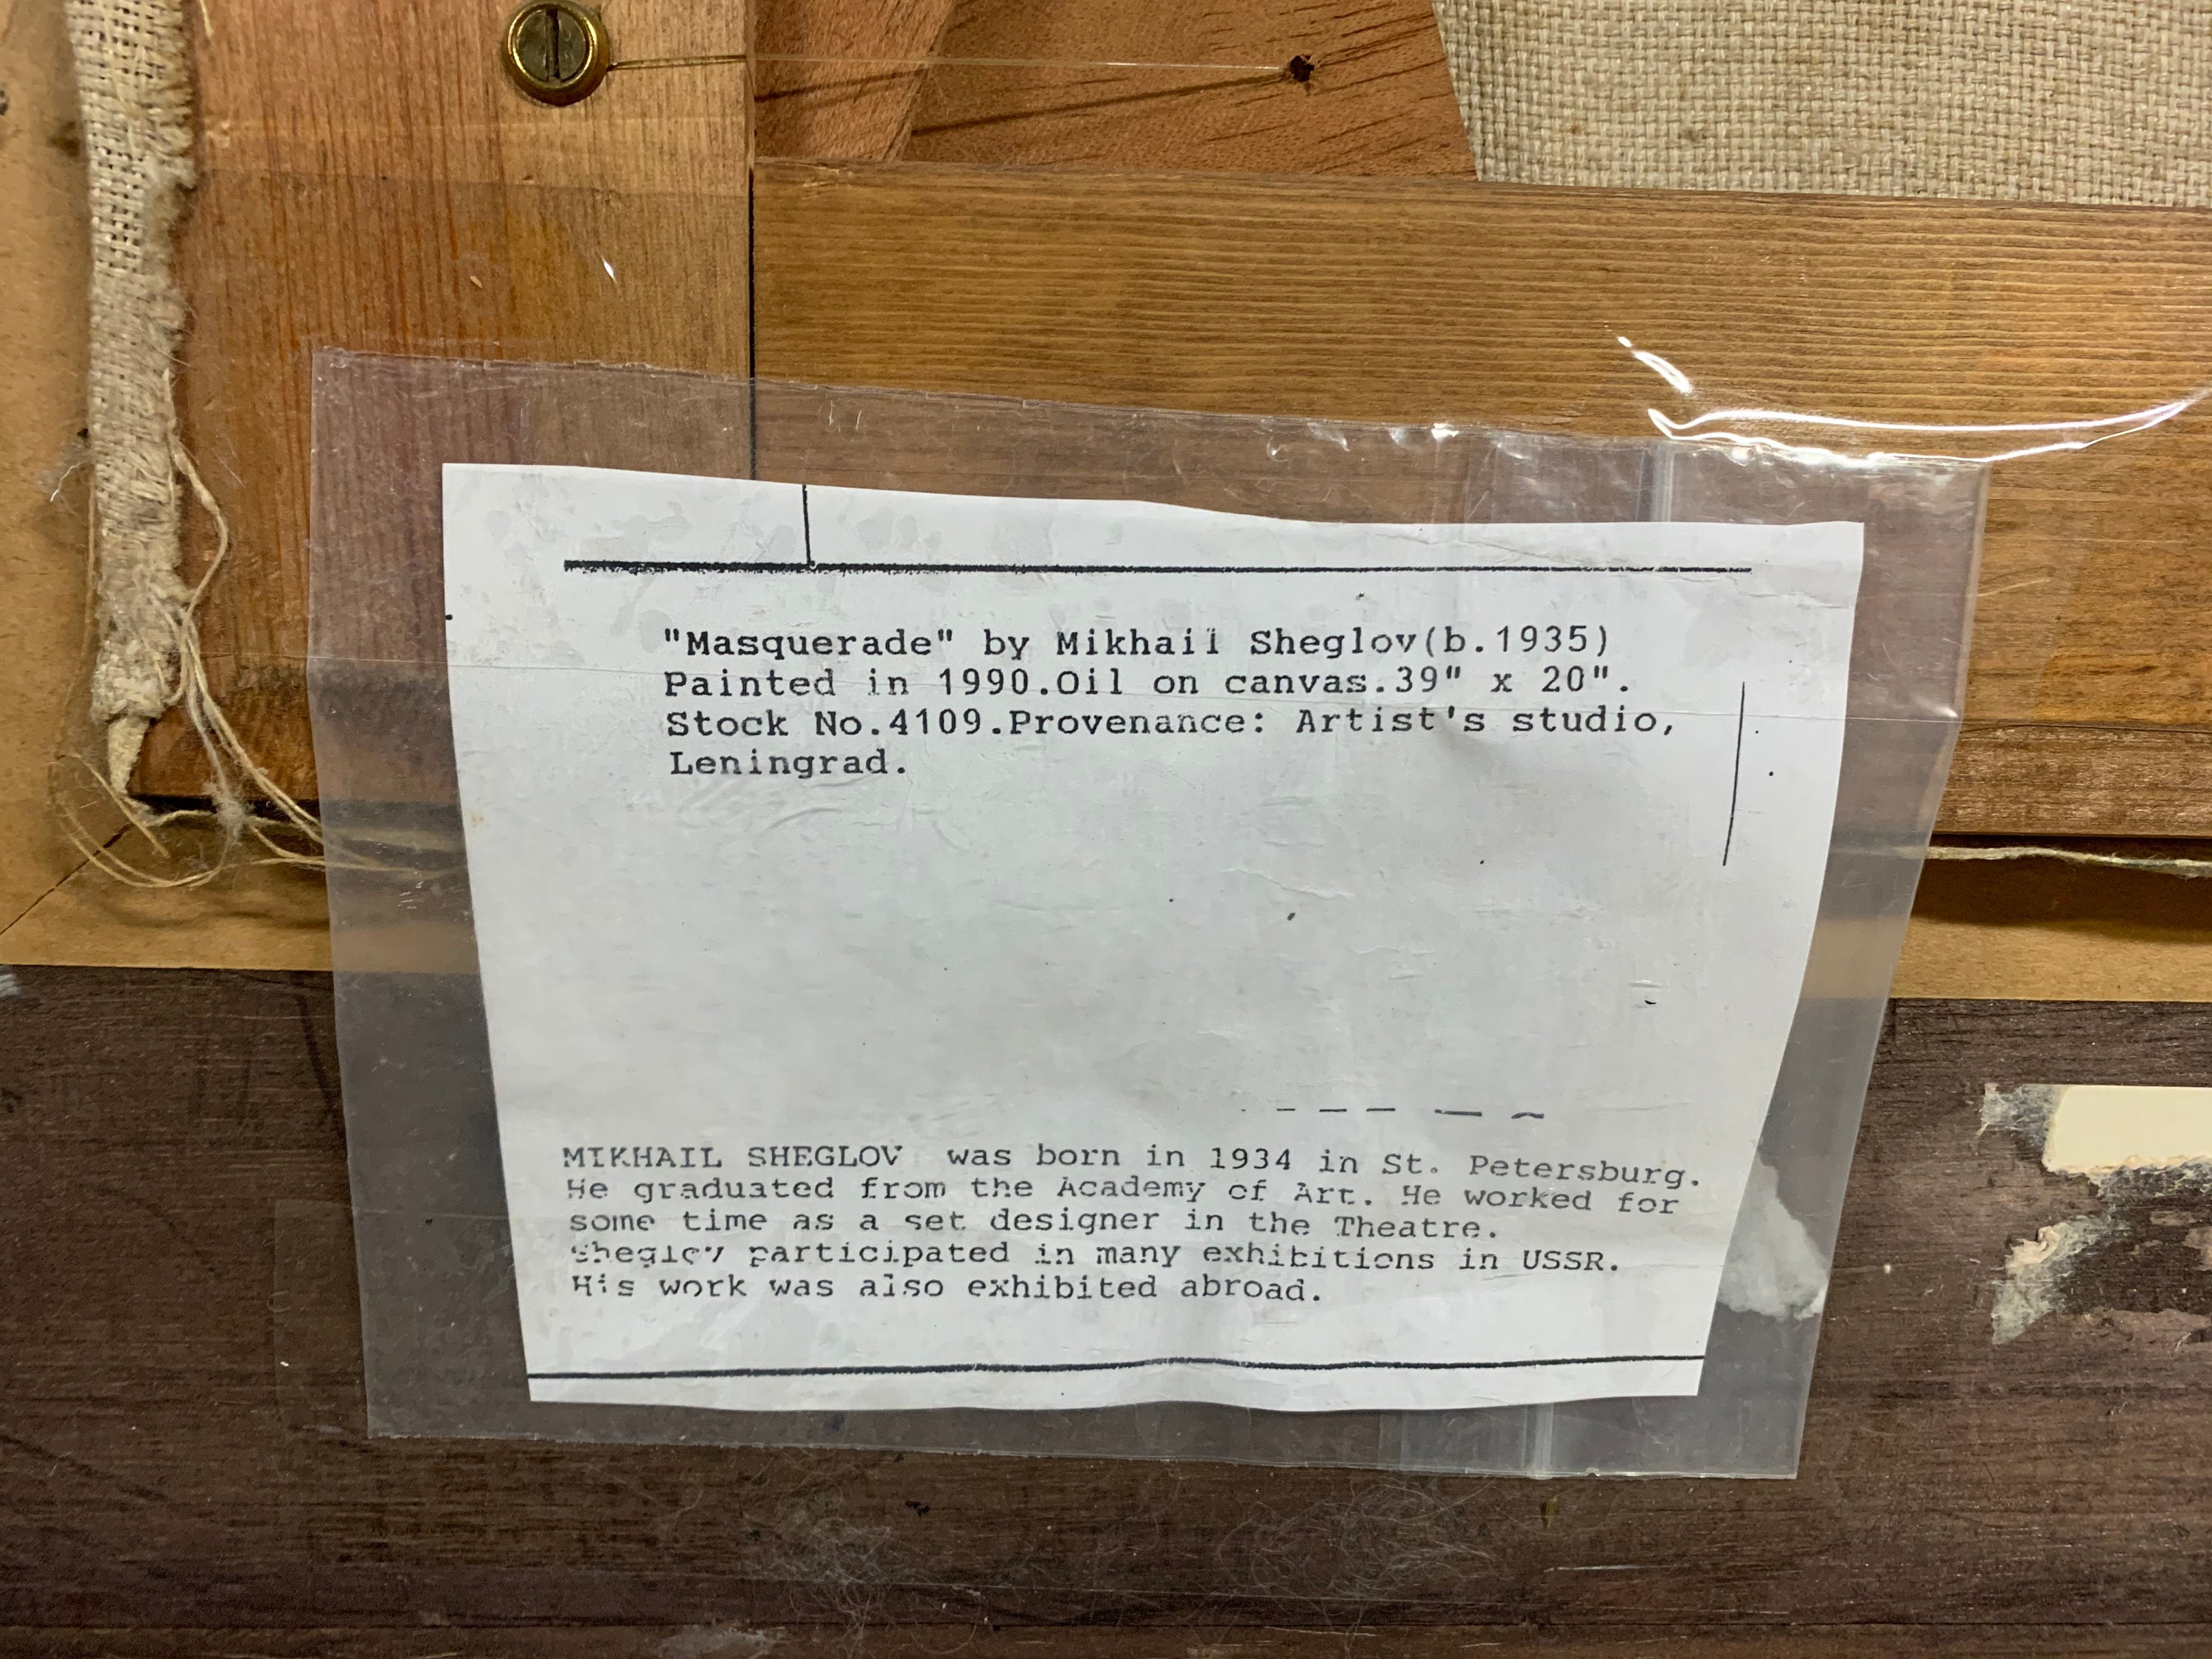 "Masquerade" by Mikhail Sheglov(b.1935)
Painted in 1990.Oil on canvas.39" x 20".
Stock No.4109.Provenance: Artist's studio,
Leningrad.
MIKHAIL SHEGLOV was born in 1934 in St. Petersburg.
He graduated from the Academy of Art. He worked for
some time as a set designer in the Theatre.
Sheglov participated in many exhibitions in USSR.
His work was also exhibited abroad.